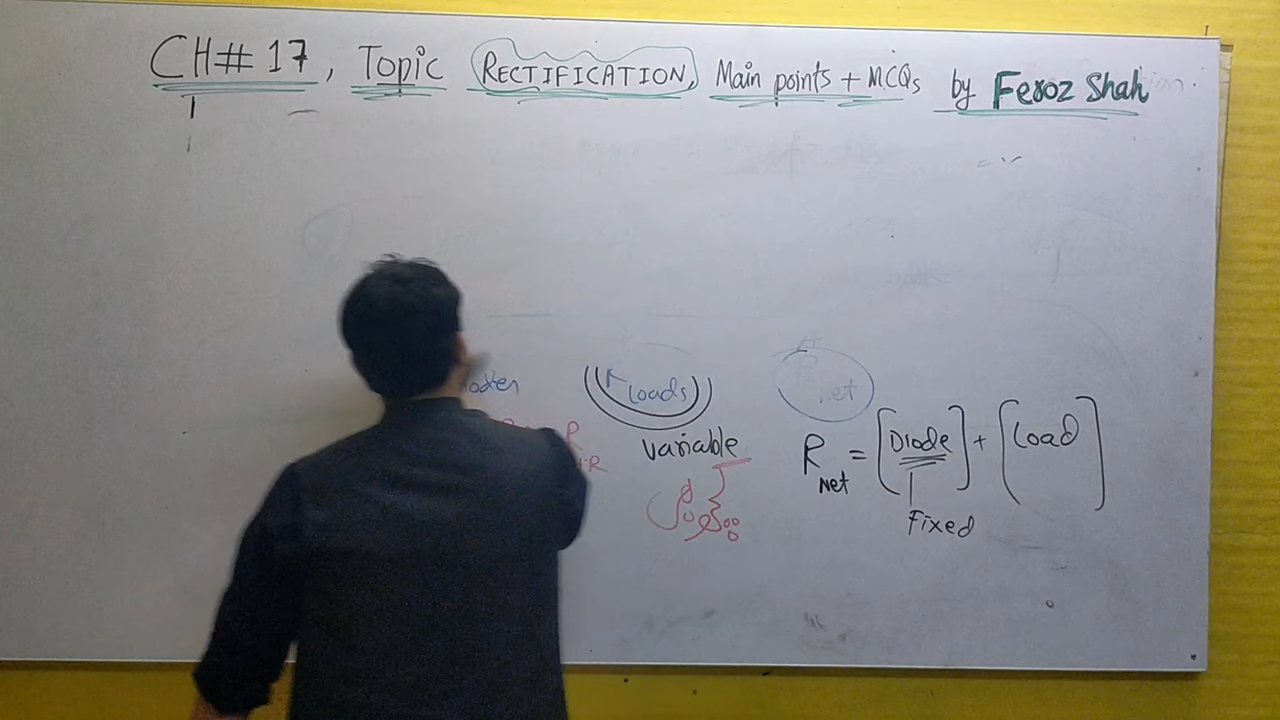 CH# 17, Topic RECTIFICATION, Main points + MCQs by Feroz Shah
Loads
net
variable
R Net = [Diode] + [Load]
Fixed